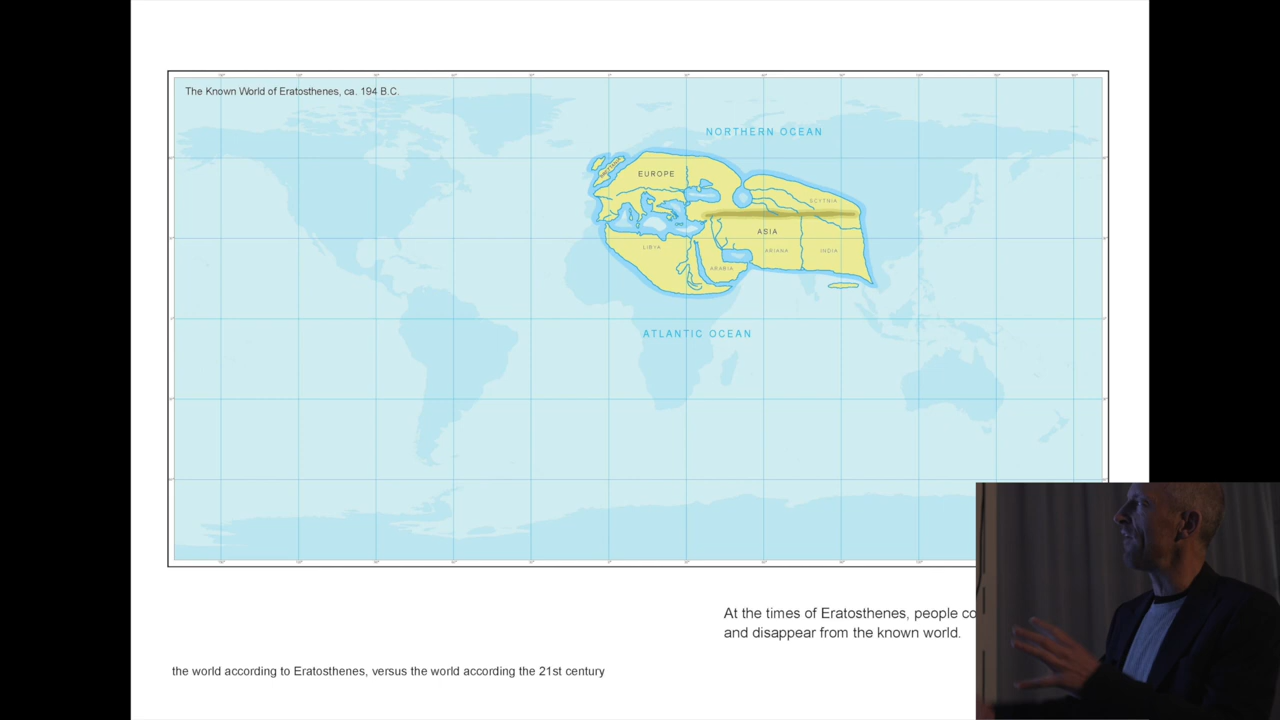 The Known World of Eratosthenes, ca. 194 B.C.
NORTHERN OCEAN
EUROPE
SCYTHIA
ASIA
LIBYA
ARIANA
INDIA
ARABIA
ATLANTIC OCEAN
At the times of Eratosthenes, people co
and disappear from the known world.
the world according to Eratosthenes, versus the world according the 21st century